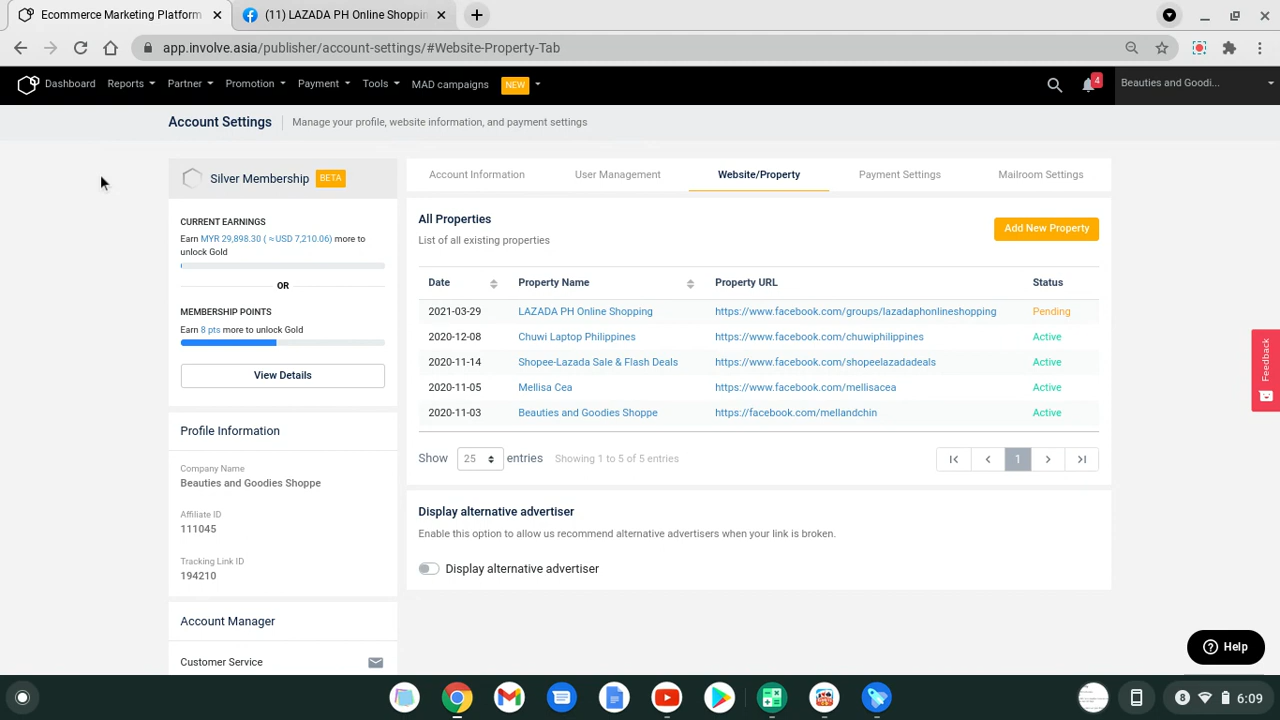 Ecommerce Marketing Platform
(11) LAZADA PH Online Shoppin
app.involve.asia/publisher/account-settings/#Website-Property-Tab
Dashboard Reports Partner Promotion Payment Tools MAD campaigns NEW
4
Beauties and Goodi...
Account Settings
Manage your profile, website information, and payment settings
Silver Membership BETA
CURRENT EARNINGS
Earn MYR 29,898.30 ( ≈USD 7,210.06) more to
unlock Gold
OR
MEMBERSHIP POINTS
Earn 8 pts more to unlock Gold
View Details
Profile Information
Company Name
Beauties and Goodies Shoppe
Affiliate ID
111045
Tracking Link ID
194210
Account Manager
Customer Service
Account Information User Management Website/Property Payment Settings Mailroom Settings
All Properties
List of all existing properties
Add New Property
Date Property Name Property URL Status
2021-03-29 LAZADA PH Online Shopping https://www.facebook.com/groups/lazadaphonlineshopping Pending
2020-12-08 Chuwi Laptop Philippines https://www.facebook.com/chuwiphilippines Active
2020-11-14 Shopee-Lazada Sale & Flash Deals https://www.facebook.com/shopeelazadadeals Active
2020-11-05 Mellisa Cea https://www.facebook.com/mellisacea Active
2020-11-03 Beauties and Goodies Shoppe https://facebook.com/mellandchin Active
Show 25 entries Showing 1 to 5 of 5 entries
1
Display alternative advertiser
Enable this option to allow us recommend alternative advertisers when your link is broken.
Display alternative advertiser
Feedback
Help
8 6:09